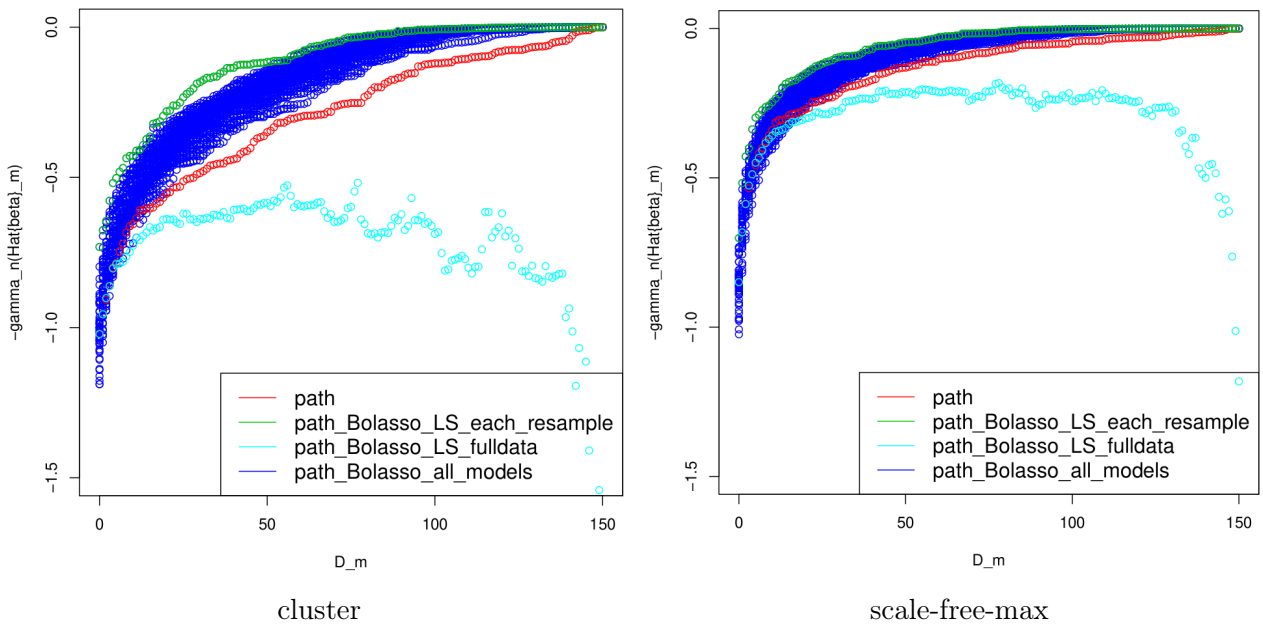 0.0
−0.5
−1.0
−1.5
−gamma_n(Hat{beta}_m)
0 50 100 150
D_m
path
path_Bolasso_LS_each_resample
path_Bolasso_LS_fulldata
path_Bolasso_all_models
cluster
0.0
−0.5
−1.0
−1.5
−gamma_n(Hat{beta}_m)
0 50 100 150
D_m
path
path_Bolasso_LS_each_resample
path_Bolasso_LS_fulldata
path_Bolasso_all_models
scale-free-max